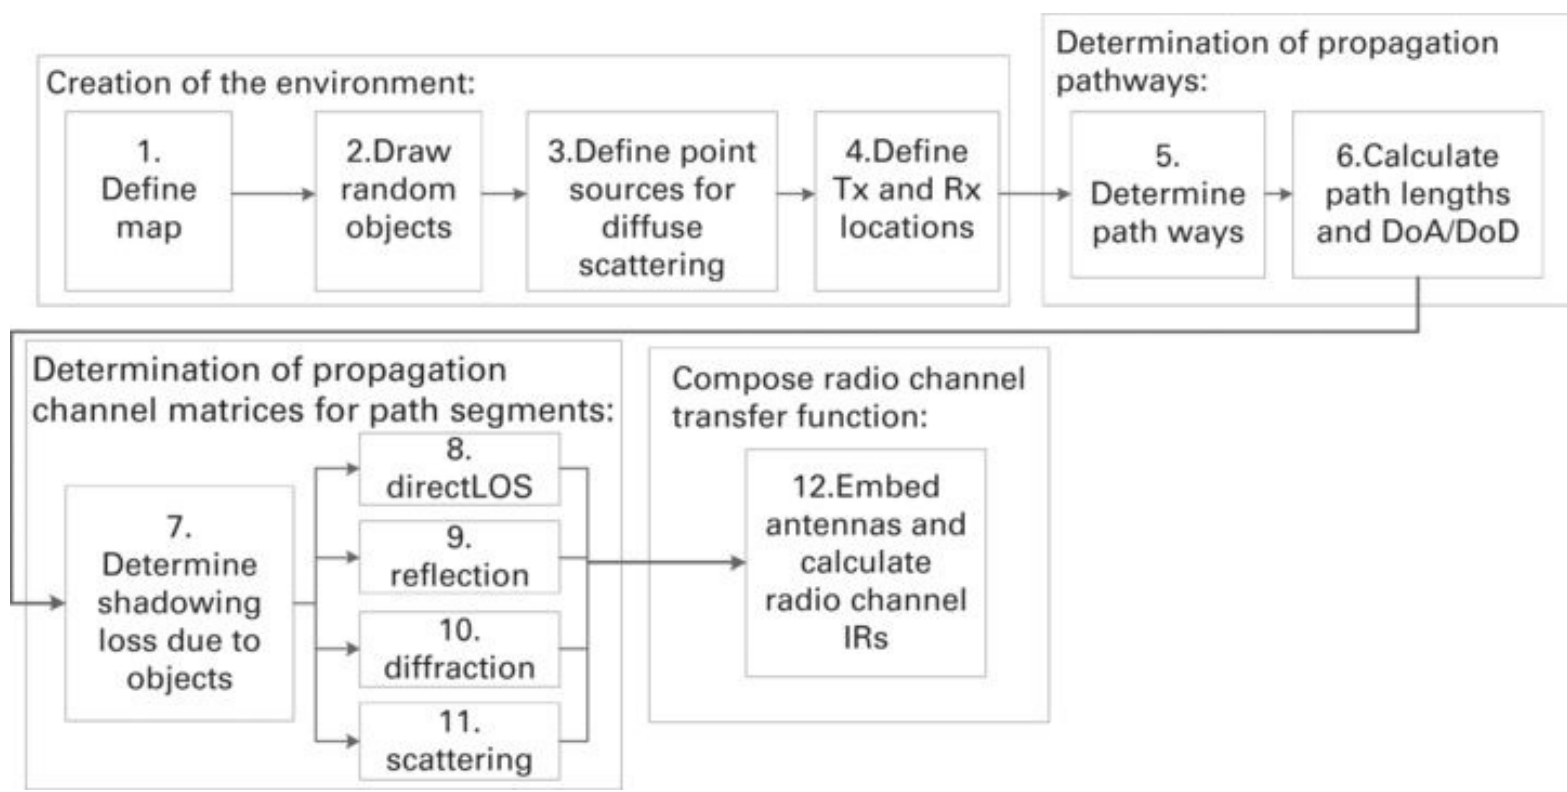 Creation of the environment:
1.
Define
map
2.Draw
random
objects
3.Define point
sources for
diffuse
scattering
4.Define
Tx and Rx
locations
Determination of propagation
pathways:
5.
Determine
path ways
6.Calculate
path lengths
and DoA/DoD
Determination of propagation
channel matrices for path segments:
7.
Determine
shadowing
loss due to
objects
8.
directLOS
9.
reflection
10.
diffraction
11.
scattering
Compose radio channel
transfer function:
12.Embed
antennas and
calculate
radio channel
IRs